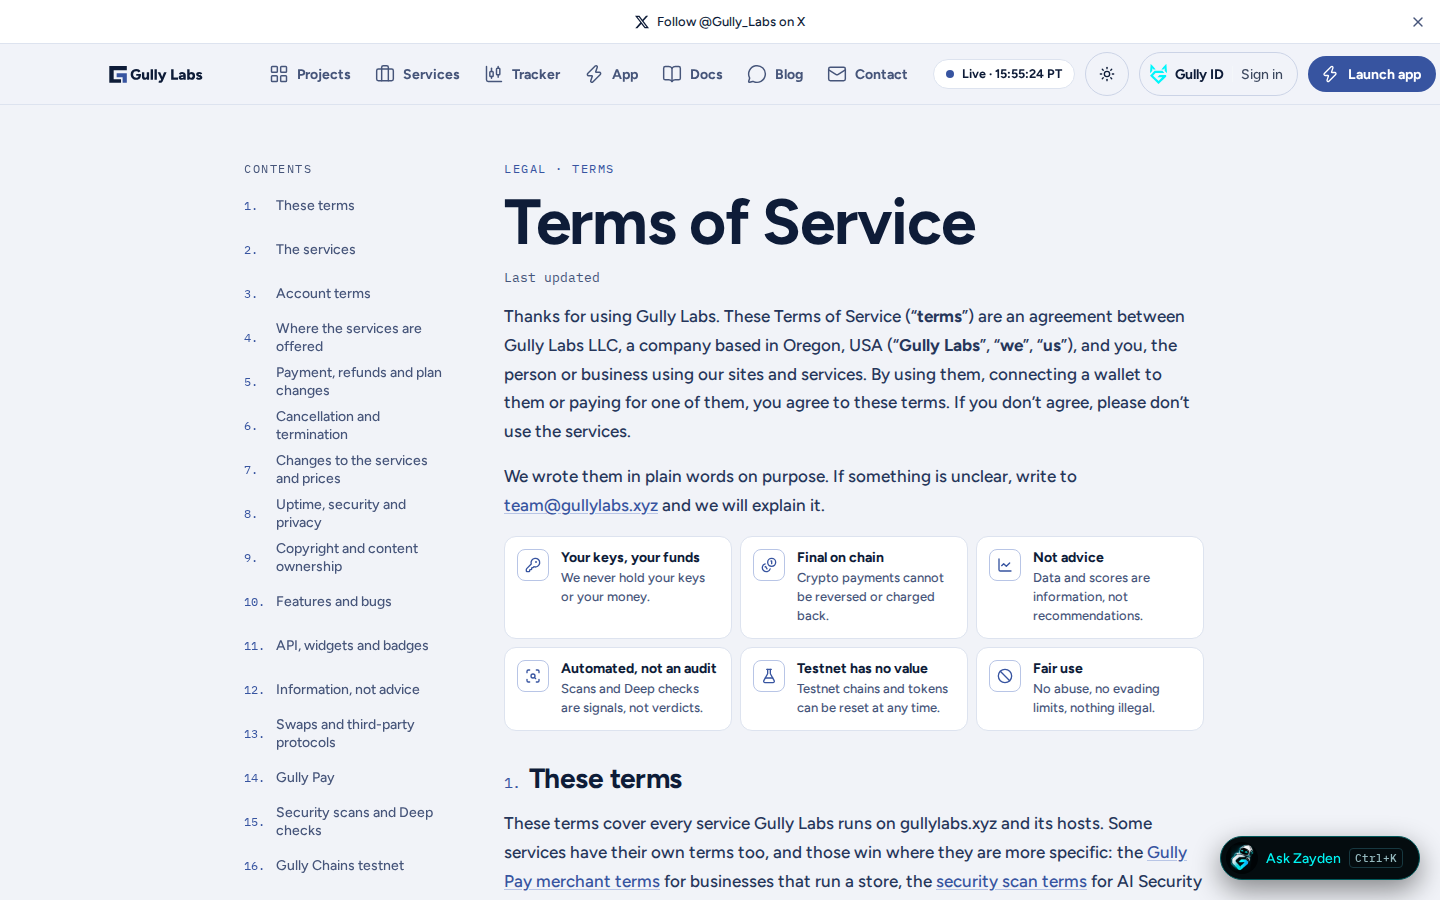 Follow @Gully_Labs on X
Gully Labs
Projects
Services
Tracker
App
Docs
Blog
Contact
Live · 15:55:24 PT
Gully ID
Sign in
Launch app
CONTENTS
1. These terms
2. The services
3. Account terms
4. Where the services are
offered
5. Payment, refunds and plan
changes
6. Cancellation and
termination
7. Changes to the services
and prices
8. Uptime, security and
privacy
9. Copyright and content
ownership
10. Features and bugs
11. API, widgets and badges
12. Information, not advice
13. Swaps and third-party
protocols
14. Gully Pay
15. Security scans and Deep
checks
16. Gully Chains testnet
LEGAL · TERMS
Terms of Service
Last updated
Thanks for using Gully Labs. These Terms of Service (“terms”) are an agreement between
Gully Labs LLC, a company based in Oregon, USA (“Gully Labs”, “we”, “us”), and you, the
person or business using our sites and services. By using them, connecting a wallet to
them or paying for one of them, you agree to these terms. If you don’t agree, please don’t
use the services.
We wrote them in plain words on purpose. If something is unclear, write to
team@gullylabs.xyz and we will explain it.
Your keys, your funds
We never hold your keys
or your money.
Final on chain
Crypto payments cannot
be reversed or charged
back.
Not advice
Data and scores are
information, not
recommendations.
Automated, not an audit
Scans and Deep checks
are signals, not verdicts.
Testnet has no value
Testnet chains and tokens
can be reset at any time.
Fair use
No abuse, no evading
limits, nothing illegal.
1. These terms
These terms cover every service Gully Labs runs on gullylabs.xyz and its hosts. Some
services have their own terms too, and those win where they are more specific: the Gully
Pay merchant terms for businesses that run a store, the security scan terms for AI Security
Ask Zayden Ctrl+K